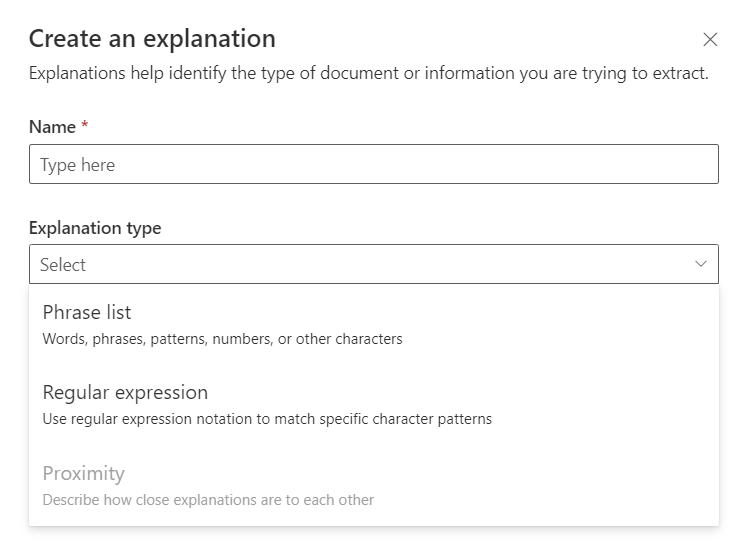 Create an explanation
Explanations help identify the type of document or information you are trying to extract.
Name *
Type here
Explanation type
Select
Phrase list
Words, phrases, patterns, numbers, or other characters
Regular expression
Use regular expression notation to match specific character patterns
Proximity
Describe how close explanations are to each other